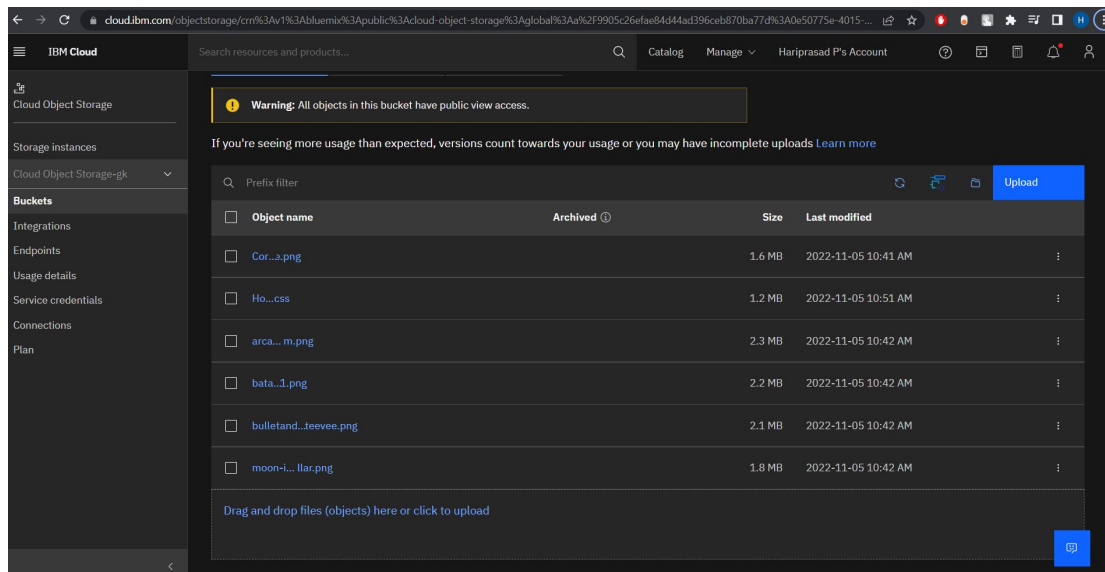 cloud.ibm.com/objectstorage/crn%3Av1%3Abluemix%3Apublic%3Acloud-object-storage%3Aglobal%3Aa%2F9905c26efae84d44ad396ceb870ba77d%3A0e50775e-4015-...
H
IBM Cloud
Search resources and products...
Catalog
Manage
Hariprasad P's Account
Cloud Object Storage
Storage instances
Cloud Object Storage-gk
Buckets
Integrations
Endpoints
Usage details
Service credentials
Connections
Plan
Warning: All objects in this bucket have public view access.
If you're seeing more usage than expected, versions count towards your usage or you may have incomplete uploads Learn more
Prefix filter
Upload
Object name Archived Size Last modified
Cor...a.png 1.6 MB 2022-11-05 10:41 AM
Ho...css 1.2 MB 2022-11-05 10:51 AM
arca... m.png 2.3 MB 2022-11-05 10:42 AM
bata...1.png 2.2 MB 2022-11-05 10:42 AM
bulletand...teevee.png 2.1 MB 2022-11-05 10:42 AM
moon-i... llar.png 1.8 MB 2022-11-05 10:42 AM
Drag and drop files (objects) here or click to upload